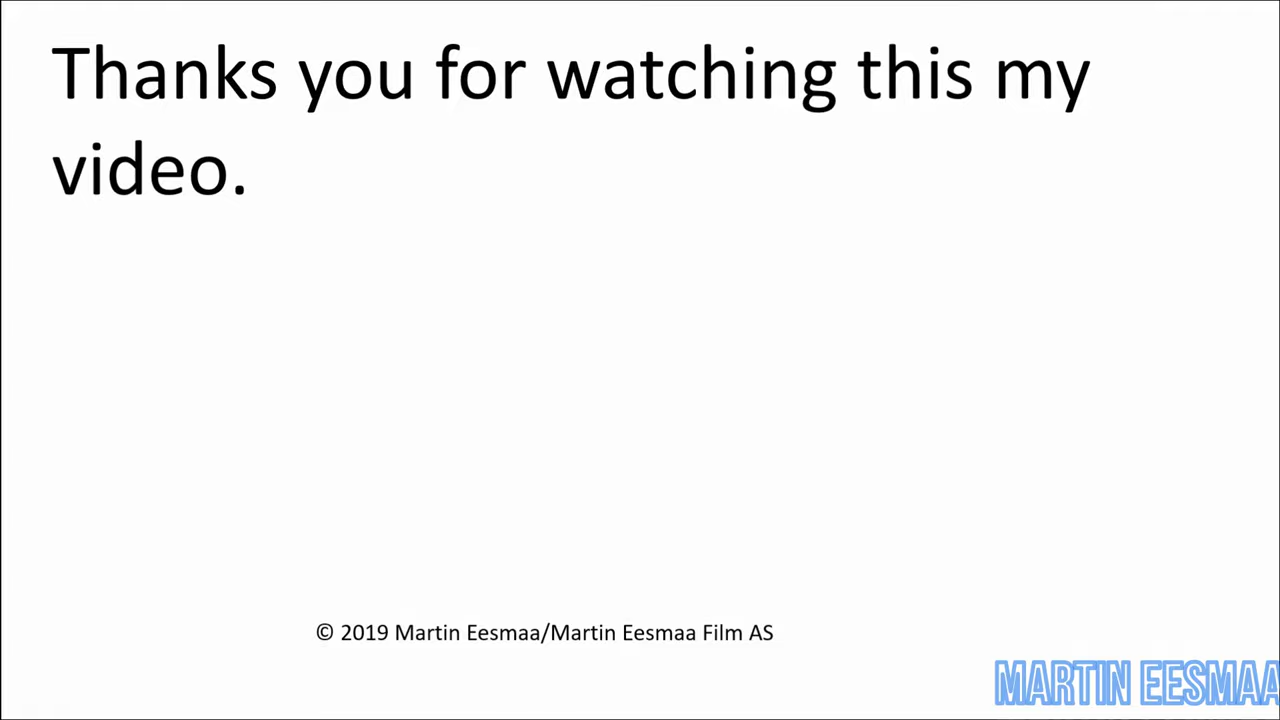 Thanks you for watching this my
video.
© 2019 Martin Eesmaa/Martin Eesmaa Film AS
MARTIN EESMAA